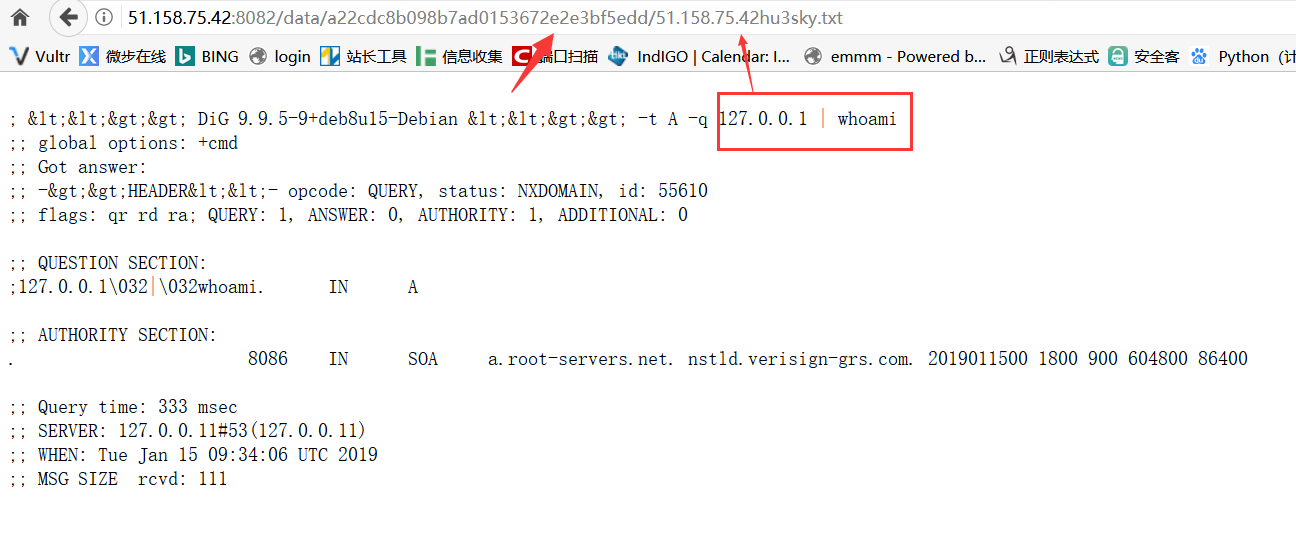 51.158.75.42:8082/data/a22cdc8b098b7ad0153672e2e3bf5edd/51.158.75.42hu3sky.txt
Vultr 微步在线 BING login 站长工具 信息收集 端口扫描 IndIGO | Calendar: I... emmm - Powered b... 正则表达式 安全客 Python (计
; &lt;&lt;&gt;&gt; DiG 9.9.5-9+deb8u15-Debian &lt;&lt;&gt;&gt; -t A -q 127.0.0.1 | whoami
;; global options: +cmd
;; Got answer:
;; -&gt;&gt;HEADER&lt;&lt;- opcode: QUERY, status: NXDOMAIN, id: 55610
;; flags: qr rd ra; QUERY: 1, ANSWER: 0, AUTHORITY: 1, ADDITIONAL: 0
;; QUESTION SECTION:
;127.0.0.1\032|\032whoami. IN A
;; AUTHORITY SECTION:
. 8086 IN SOA a.root-servers.net. nstld.verisign-grs.com. 2019011500 1800 900 604800 86400
;; Query time: 333 msec
;; SERVER: 127.0.0.11#53(127.0.0.11)
;; WHEN: Tue Jan 15 09:34:06 UTC 2019
;; MSG SIZE rcvd: 111